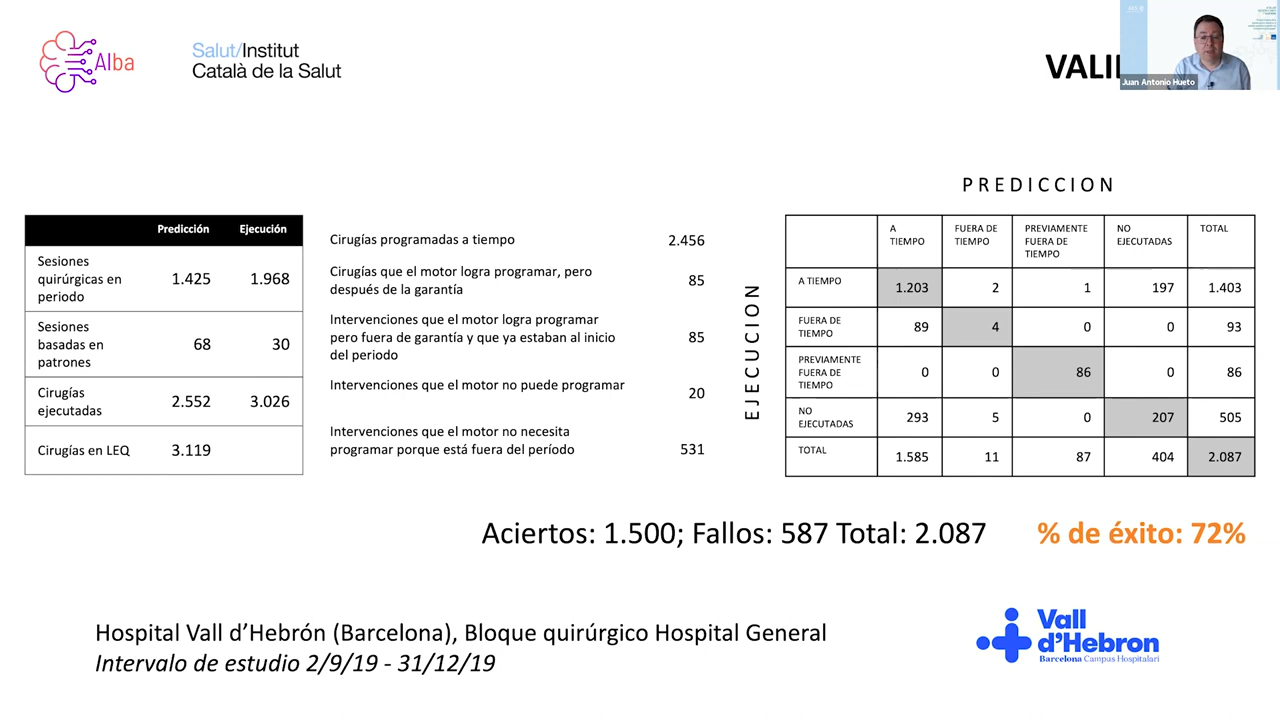 Alba
Salut/Institut
Català de la Salut
Juan Antonio Hueto
PREDICCION
EJECUCION
Predicción Ejecución
Sesiones
quirúrgicas en
periodo
1.425 1.968
Sesiones
basadas en
patrones
68 30
Cirugías
ejecutadas
2.552 3.026
Cirugías en LEQ 3.119
Cirugías programadas a tiempo 2.456
Cirugías que el motor logra programar, pero
después de la garantía
85
Intervenciones que el motor logra programar
pero fuera de garantía y que ya estaban al inicio
del periodo
85
Intervenciones que el motor no puede programar
20
Intervenciones que el motor no necesita
programar porque está fuera del período
531
A
TIEMPO
FUERA DE
TIEMPO
PREVIAMENTE
FUERA DE
TIEMPO
NO
EJECUTADAS
TOTAL
A TIEMPO 1.203 2 1 197 1.403
FUERA DE
TIEMPO
89 4 0 0 93
PREVIAMENTE
FUERA DE
TIEMPO
0 0 86 0 86
NO
EJECUTADAS
293 5 0 207 505
TOTAL 1.585 11 87 404 2.087
Aciertos: 1.500; Fallos: 587 Total: 2.087 % de éxito: 72%
Hospital Vall d’Hebrón (Barcelona), Bloque quirúrgico Hospital General
Intervalo de estudio 2/9/19 - 31/12/19
Vall
d’Hebron
Barcelona Campus Hospitalari